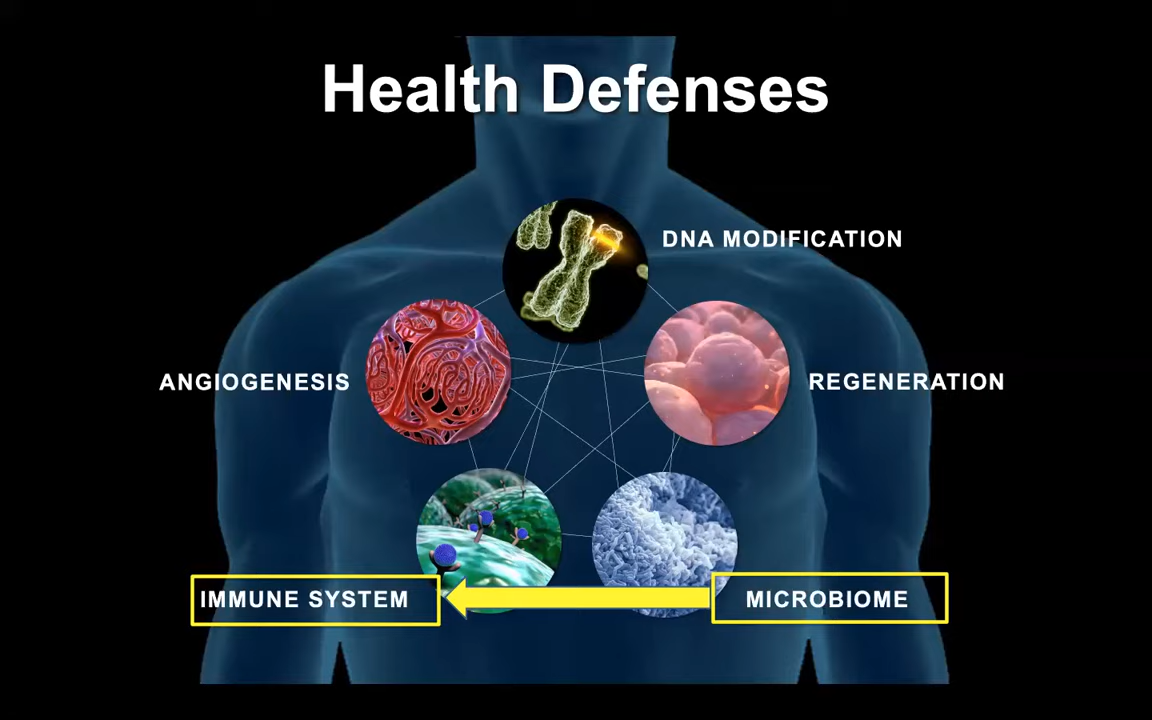 Health Defenses
DNA MODIFICATION
ANGIOGENESIS
REGENERATION
IMMUNE SYSTEM
MICROBIOME